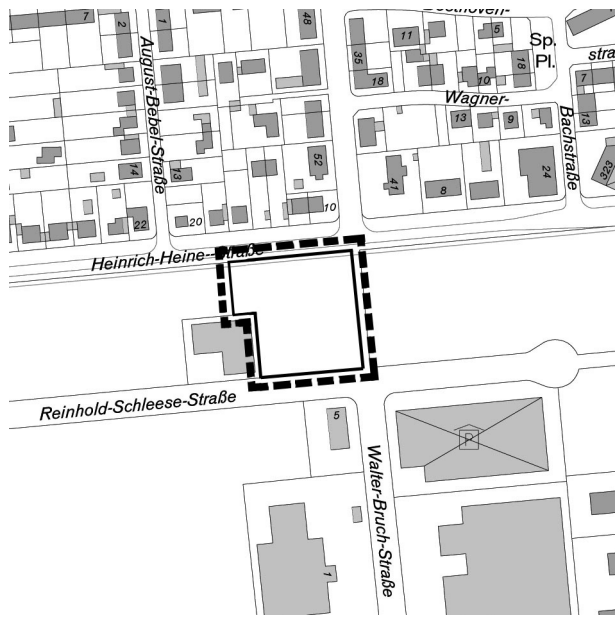 Beethoven-
7
2
1
48
35
11
5
Sp.
Pl.
stra
18
10
18
7
Wagner-
13
9
13
August-Bebel-Straße
Bachstraße
14
13
52
41
8
24
323
22
20
10
Heinrich-Heine-Straße
Reinhold-Schleese-Straße
5
P
Walter-Bruch-Straße
1